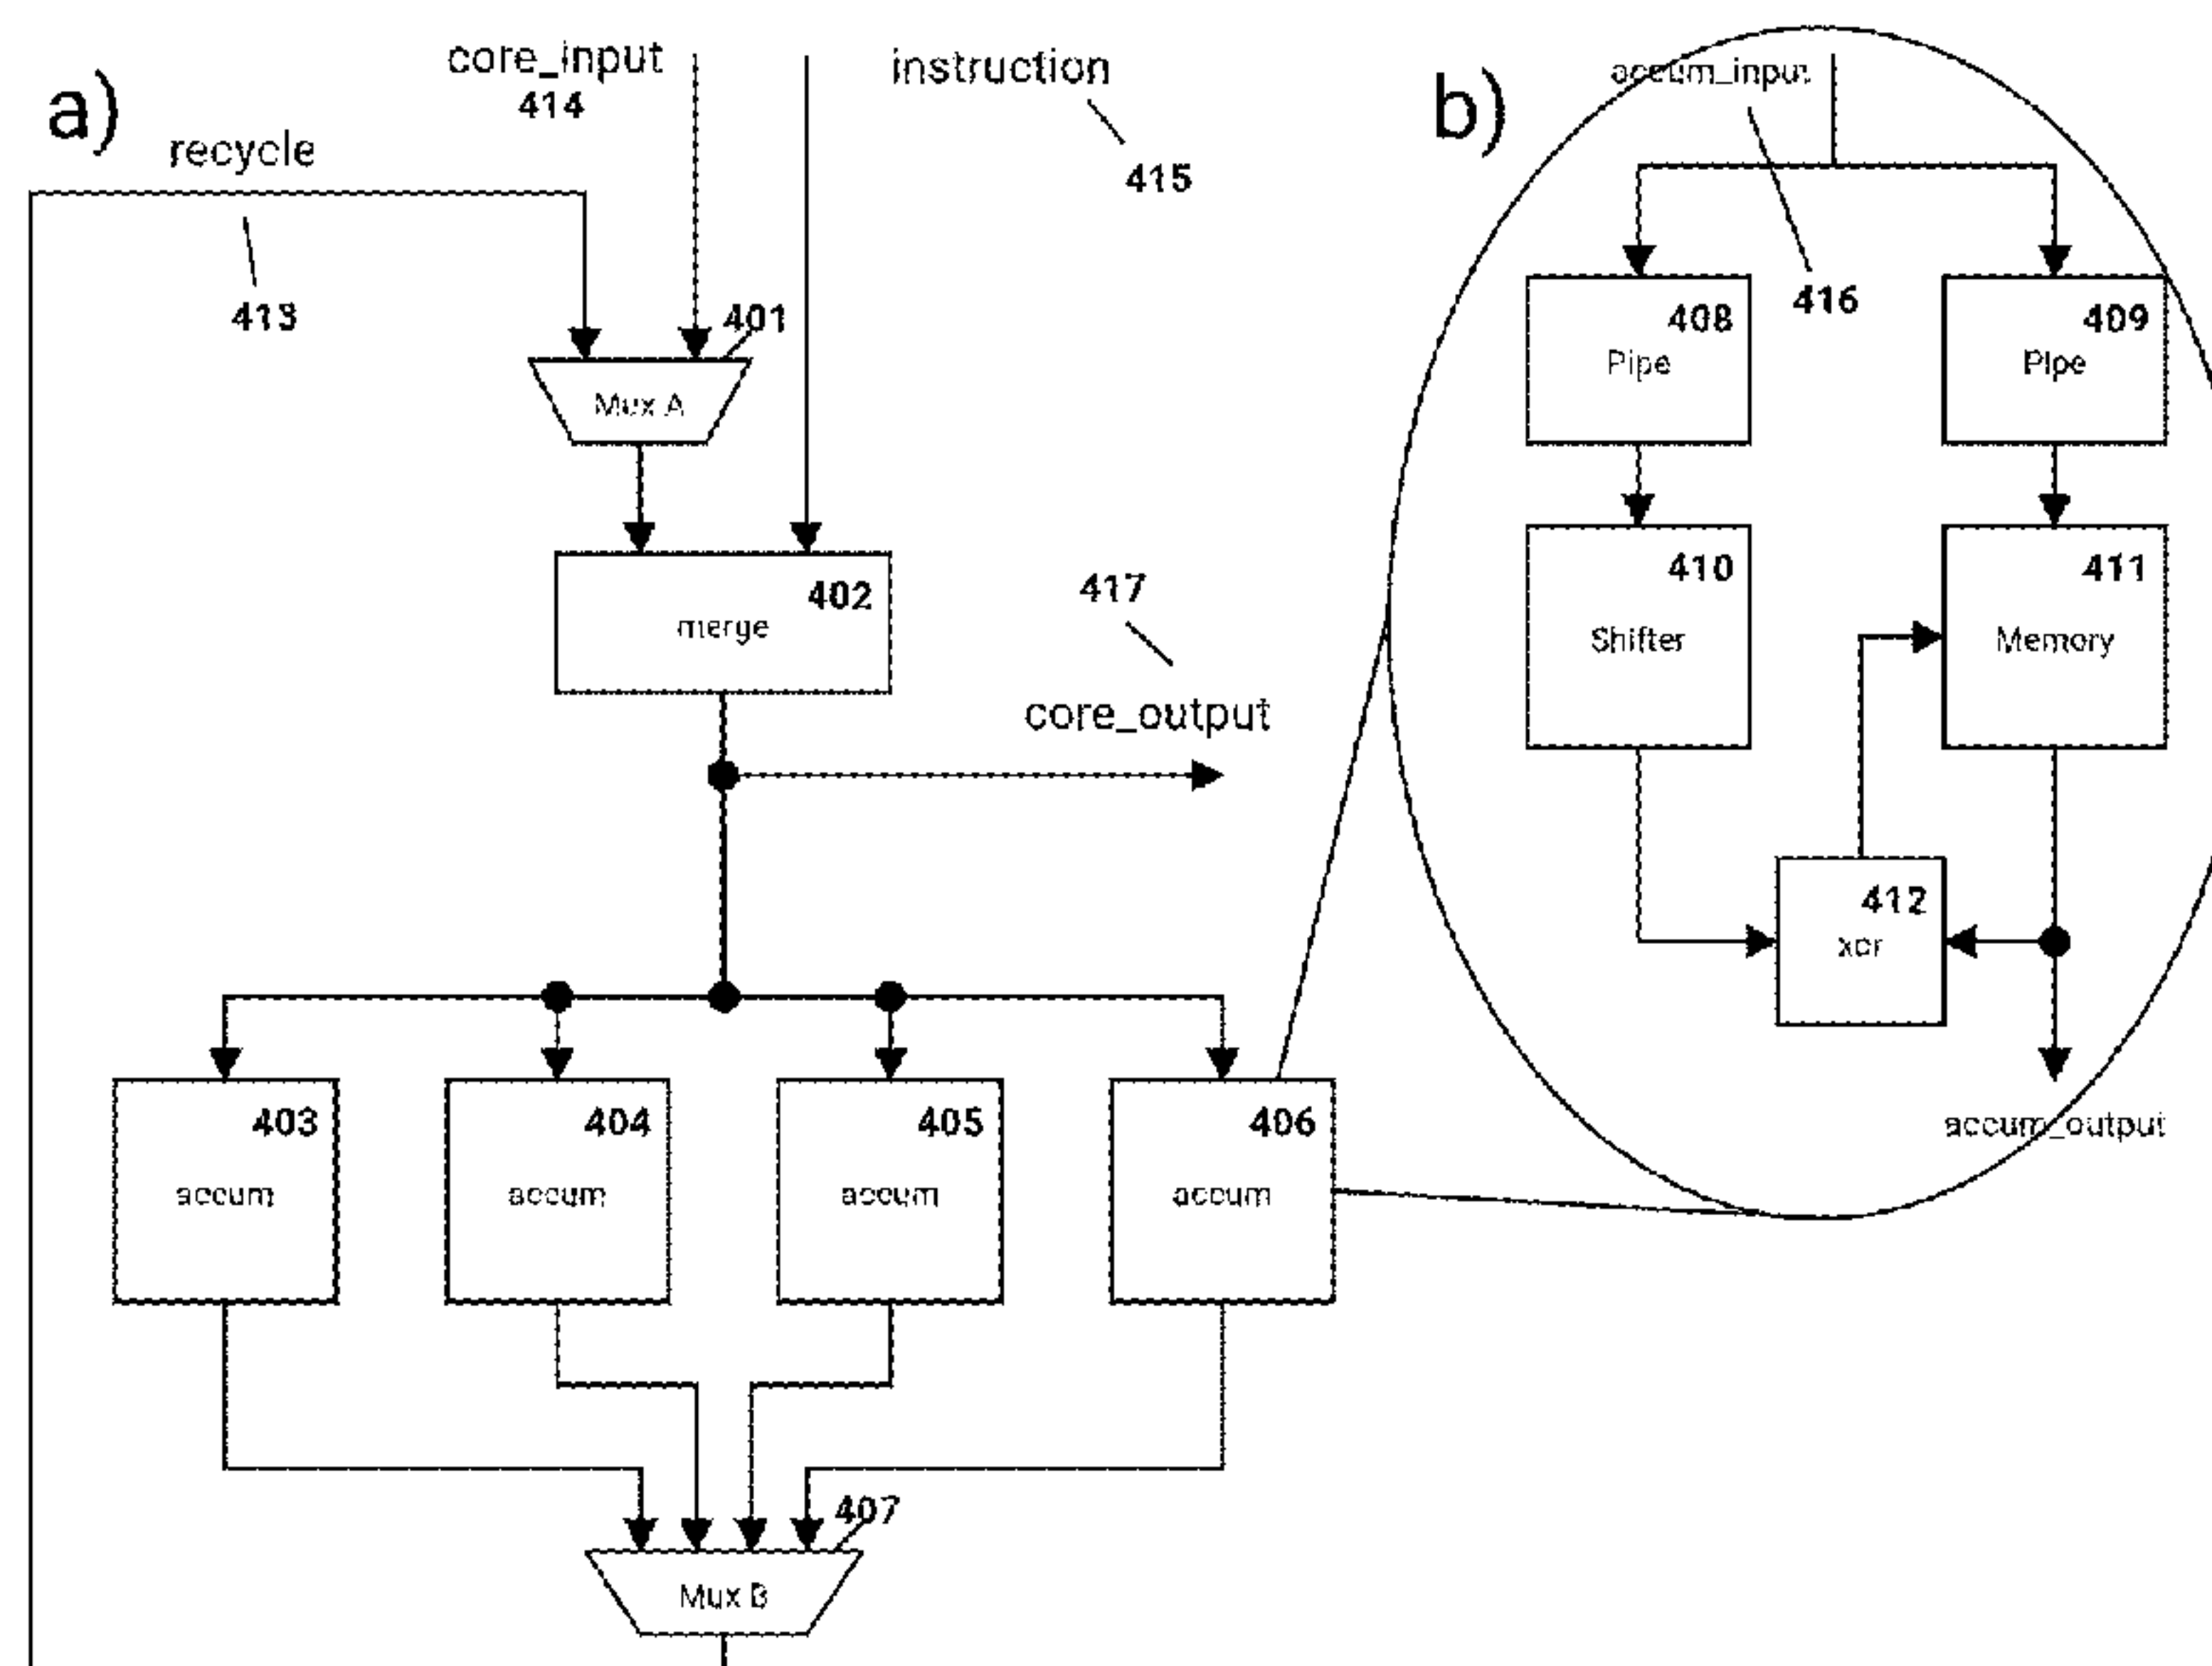 a)
core_input
414
instruction
415
recycle
413
401
Mux A
402
merge
417
core_output
403
accum
404
accum
405
accum
406
accum
407
Mux B
b)
accum_input
416
408
Pipe
409
Pipe
410
Shifter
411
Memory
412
xor
accum_output